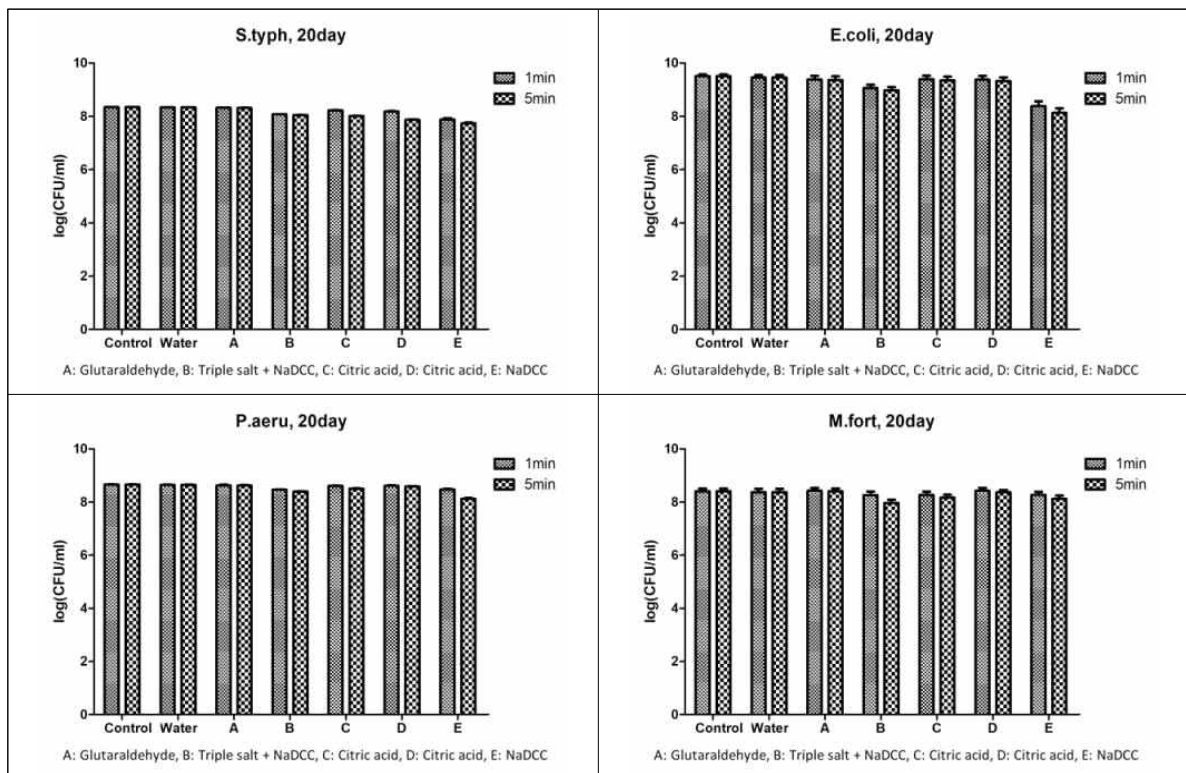 S.typh, 20day
10
8
6
4
2
0
log(CFU/ml)
1min
5min
Control Water A B C D E
A: Glutaraldehyde, B: Triple salt + NaDCC, C: Citric acid, D: Citric acid, E: NaDCC
E.coli, 20day
10
8
6
4
2
0
log(CFU/ml)
1min
5min
Control Water A B C D E
A: Glutaraldehyde, B: Triple salt + NaDCC, C: Citric acid, D: Citric acid, E: NaDCC
P.aeru, 20day
10
8
6
4
2
0
log(CFU/ml)
1min
5min
Control Water A B C D E
A: Glutaraldehyde, B: Triple salt + NaDCC, C: Citric acid, D: Citric acid, E: NaDCC
M.fort, 20day
10
8
6
4
2
0
log(CFU/ml)
1min
5min
Control Water A B C D E
A: Glutaraldehyde, B: Triple salt + NaDCC, C: Citric acid, D: Citric acid, E: NaDCC